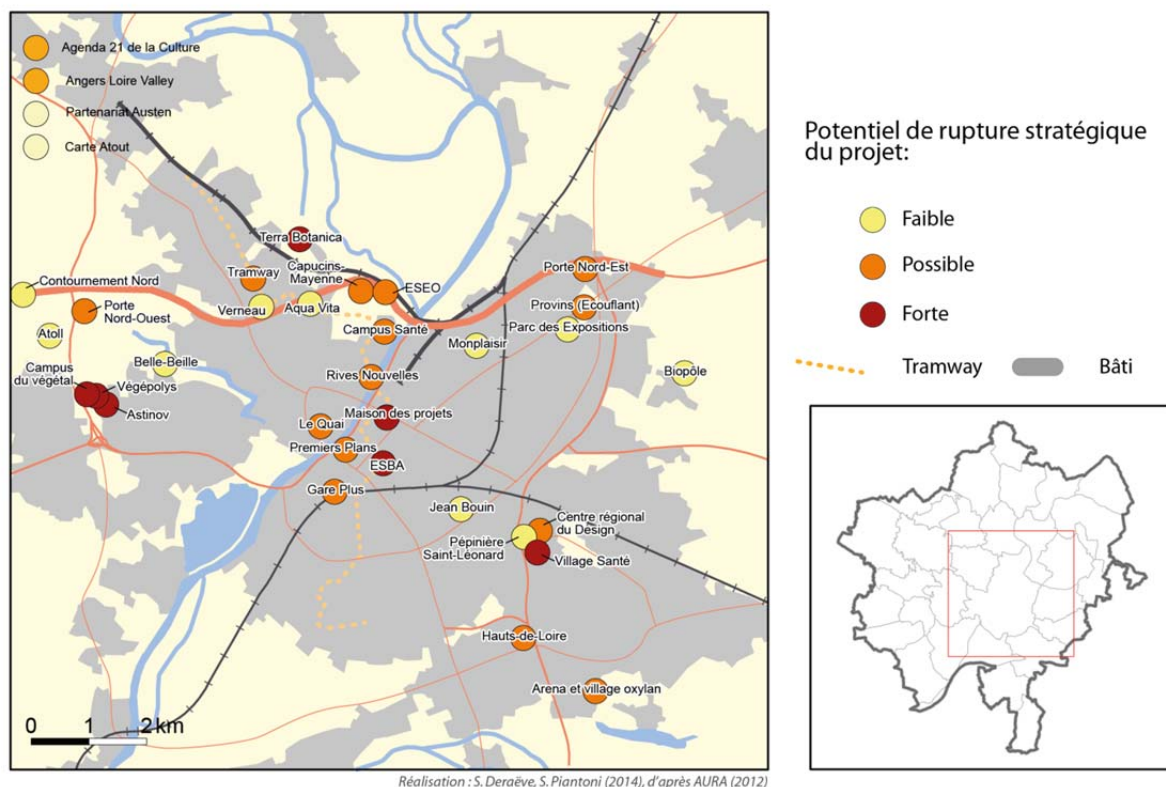 Agenda 21 de la Culture
Angers Loire Valley
Partenariat Austen
Carte Atout
Terra Botanica
Tramway
Capucins-
Mayenne
ESEO
Porte Nord-Est
Contournement Nord
Porte
Nord-Ouest
Verneau
Aqua Vita
Provins (Ecouflant)
Parc des Expositions
Atoll
Campus Santé
Monplaisir
Belle-Beille
Biopôle
Campus
du végétal
Végépolys
Astinov
Rives Nouvelles
Maison des projets
Le Quai
Premiers Plans
ESBA
Gare Plus
Jean Bouin
Centre régional
du Design
Pépinière
Saint-Léonard
Village Santé
Hauts-de-Loire
Arena et village oxylan
0 1 2 km
Réalisation : S. Deraëve, S. Piantoni (2014), d'après AURA (2012)
Potentiel de rupture stratégique
du projet:
Faible
Possible
Forte
Tramway
Bâti